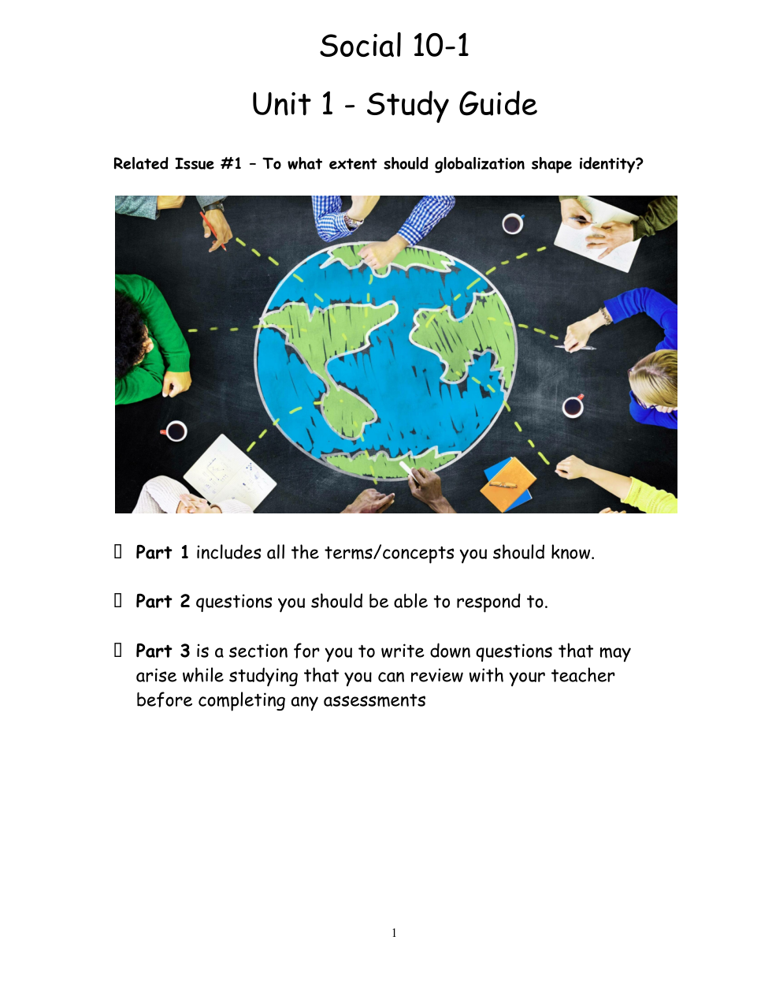 Social 10-1
Unit 1 - Study Guide
Related Issue #1 – To what extent should globalization shape identity?
Part 1 includes all the terms/concepts you should know.
Part 2 questions you should be able to respond to.
Part 3 is a section for you to write down questions that may
arise while studying that you can review with your teacher
before completing any assessments
1